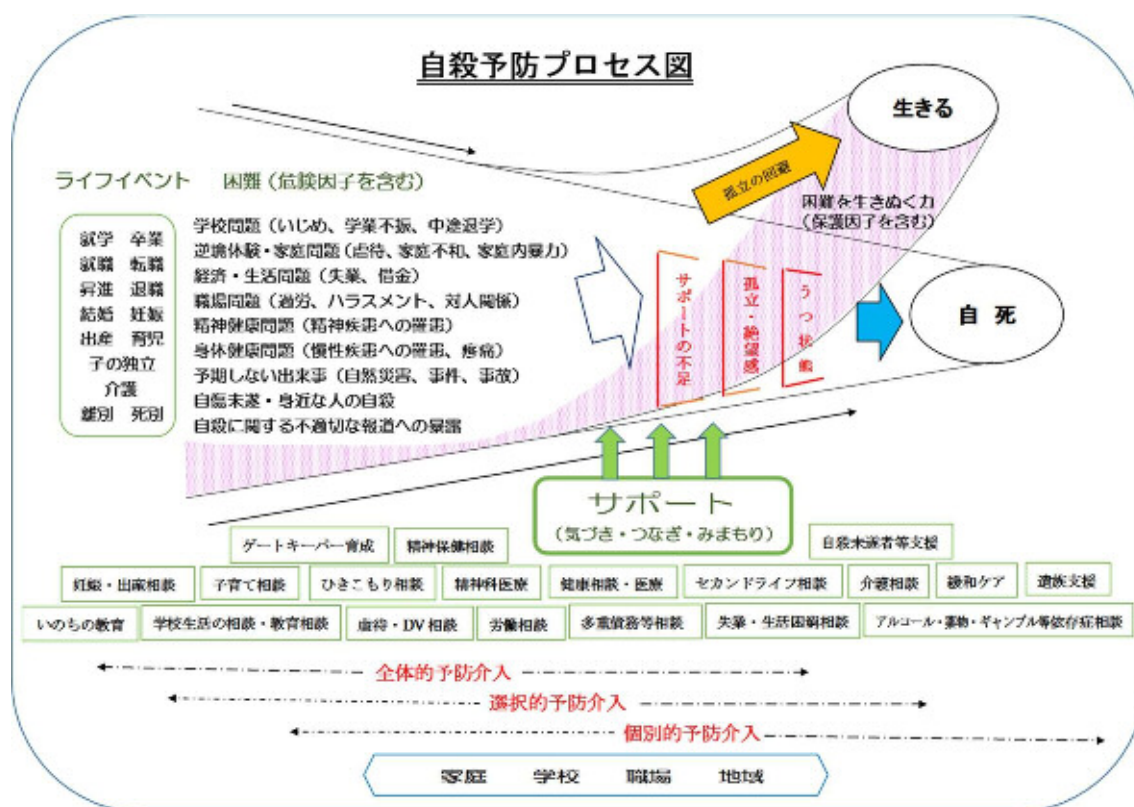 自殺予防プロセス図
生きる
孤立の回避
困難を生きぬく力
(保護因子を含む)
ライフイベント 困難(危険因子を含む)
就学 卒業
就職 転職
昇進 退職
結婚 妊娠
出産 育児
子の独立
介護
離別 死別
学校問題(いじめ、学業不振、中途退学)
逆境体験・家庭問題(虐待、家庭不和、家庭内暴力)
経済・生活問題(失業、借金)
職場問題(過労、ハラスメント、対人関係)
精神健康問題(精神疾患への罹患)
身体健康問題(慢性疾患への罹患、疼痛)
予期しない出来事(自然災害、事件、事故)
自傷未遂・身近な人の自殺
自殺に関する不適切な報道への暴露
サポートの不足
孤立・絶望感
うつ状態
自 死
サポート
(気づき・つなぎ・みまもり)
ゲートキーパー育成 精神保健相談 自殺未遂者等支援
妊娠・出産相談 子育て相談 ひきこもり相談 精神科医療 健康相談・医療 セカンドライフ相談 介護相談 緩和ケア 遺族支援
いのちの教育 学校生活の相談・教育相談 虐待・DV相談 労働相談 多重債務等相談 失業・生活困窮相談 アルコール・薬物・ギャンブル等依存症相談
全体的予防介入
選択的予防介入
個別的予防介入
家庭 学校 職場 地域